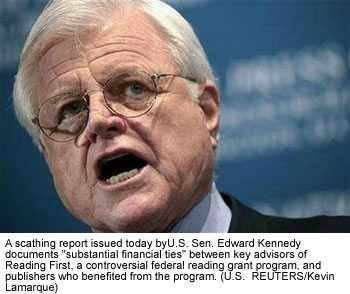 A scathing report issued today byU.S. Sen. Edward Kennedy
documents "substantial financial ties" between key advisors of
Reading First, a controversial federal reading grant program, and
publishers who benefited from the program. (U.S.  REUTERS/Kevin
Lamarque)